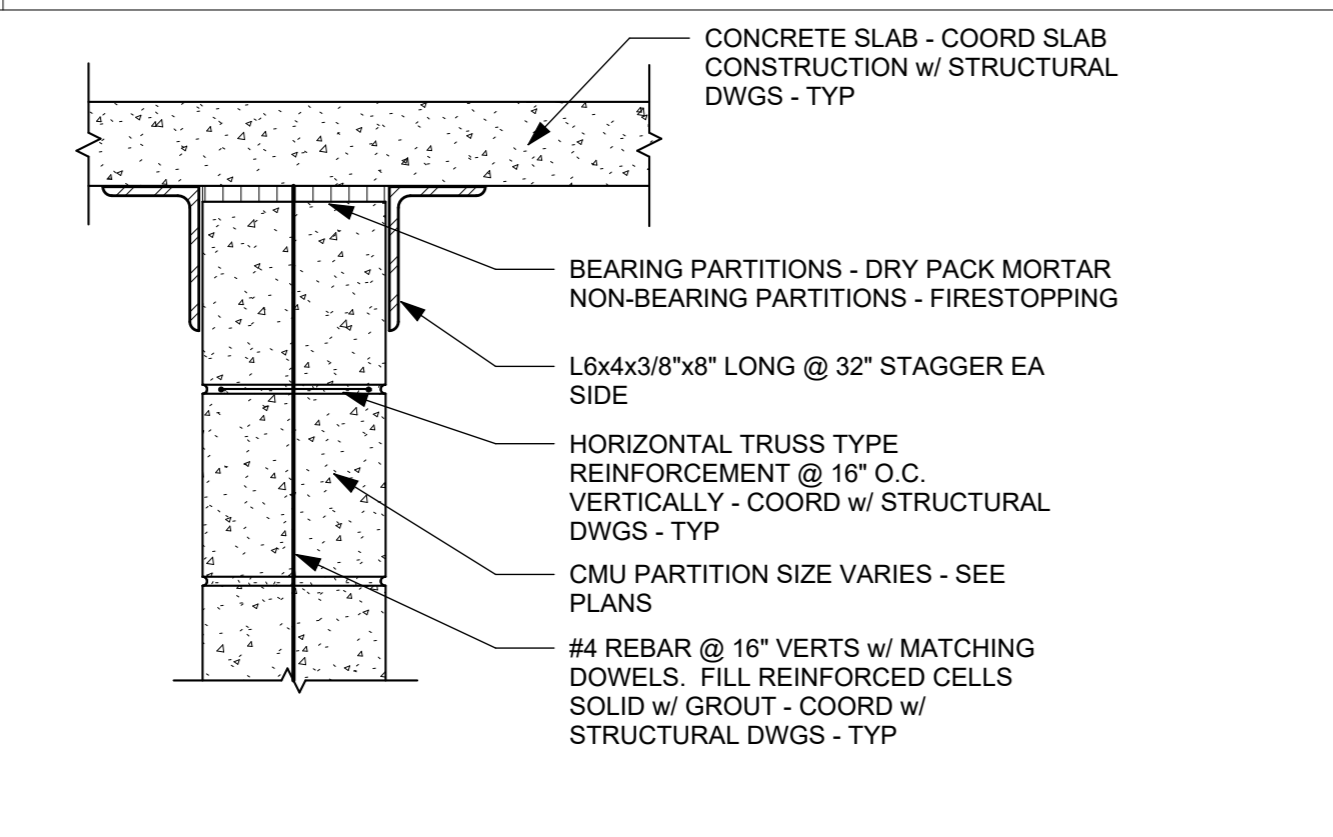 CONCRETE SLAB - COORD SLAB
CONSTRUCTION w/ STRUCTURAL
DWGS - TYP
BEARING PARTITIONS - DRY PACK MORTAR
NON-BEARING PARTITIONS - FIRESTOPPING
L6x4x3/8"x8" LONG @ 32" STAGGER EA
SIDE
HORIZONTAL TRUSS TYPE
REINFORCEMENT @ 16" O.C.
VERTICALLY - COORD w/ STRUCTURAL
DWGS - TYP
CMU PARTITION SIZE VARIES - SEE
PLANS
#4 REBAR @ 16" VERTS w/ MATCHING
DOWELS.  FILL REINFORCED CELLS
SOLID w/ GROUT - COORD w/
STRUCTURAL DWGS - TYP